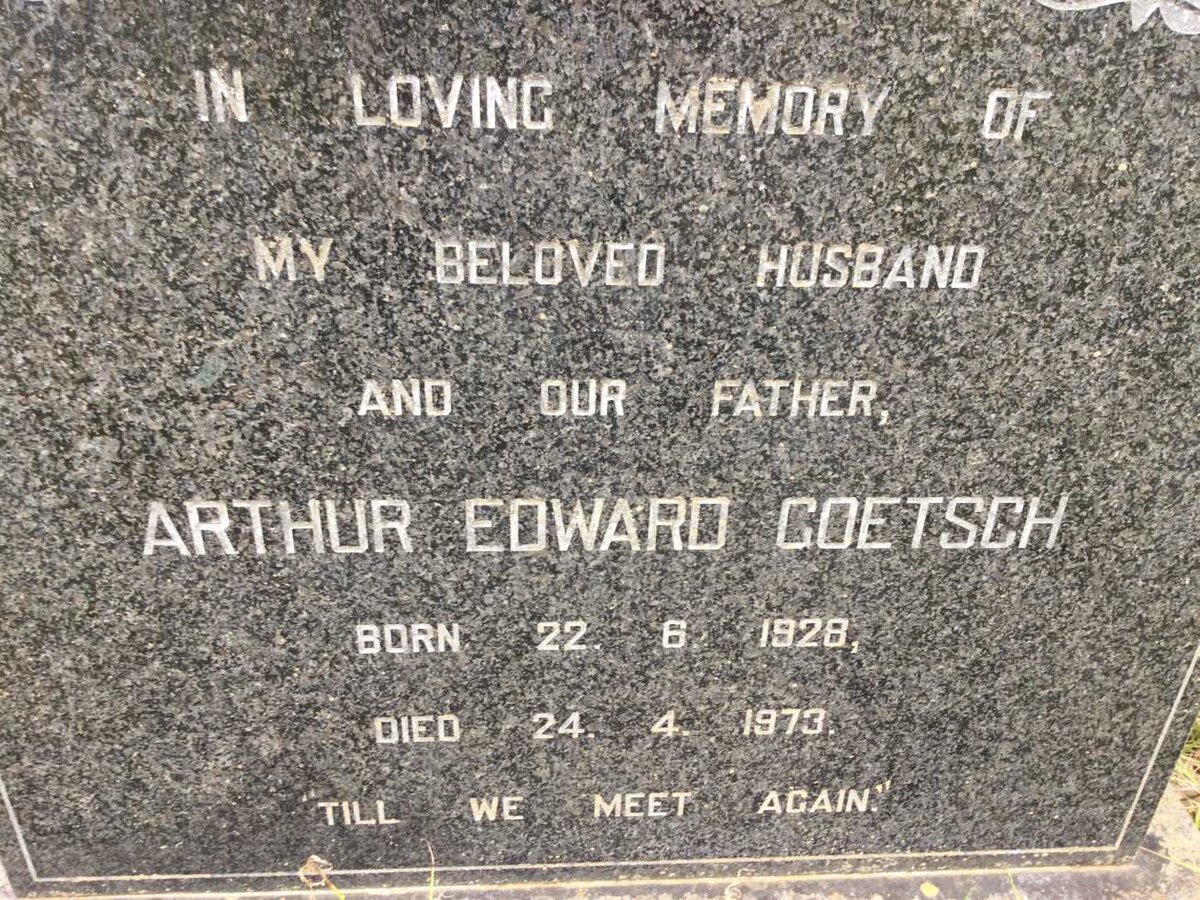 IN LOVING MEMORY OF
MY BELOVED HUSBAND
AND OUR FATHER,
ARTHUR EDWARD GOETSCH
BORN 22. 6. 1928,
DIED 24. 4. 1973.
"TILL WE MEET AGAIN."